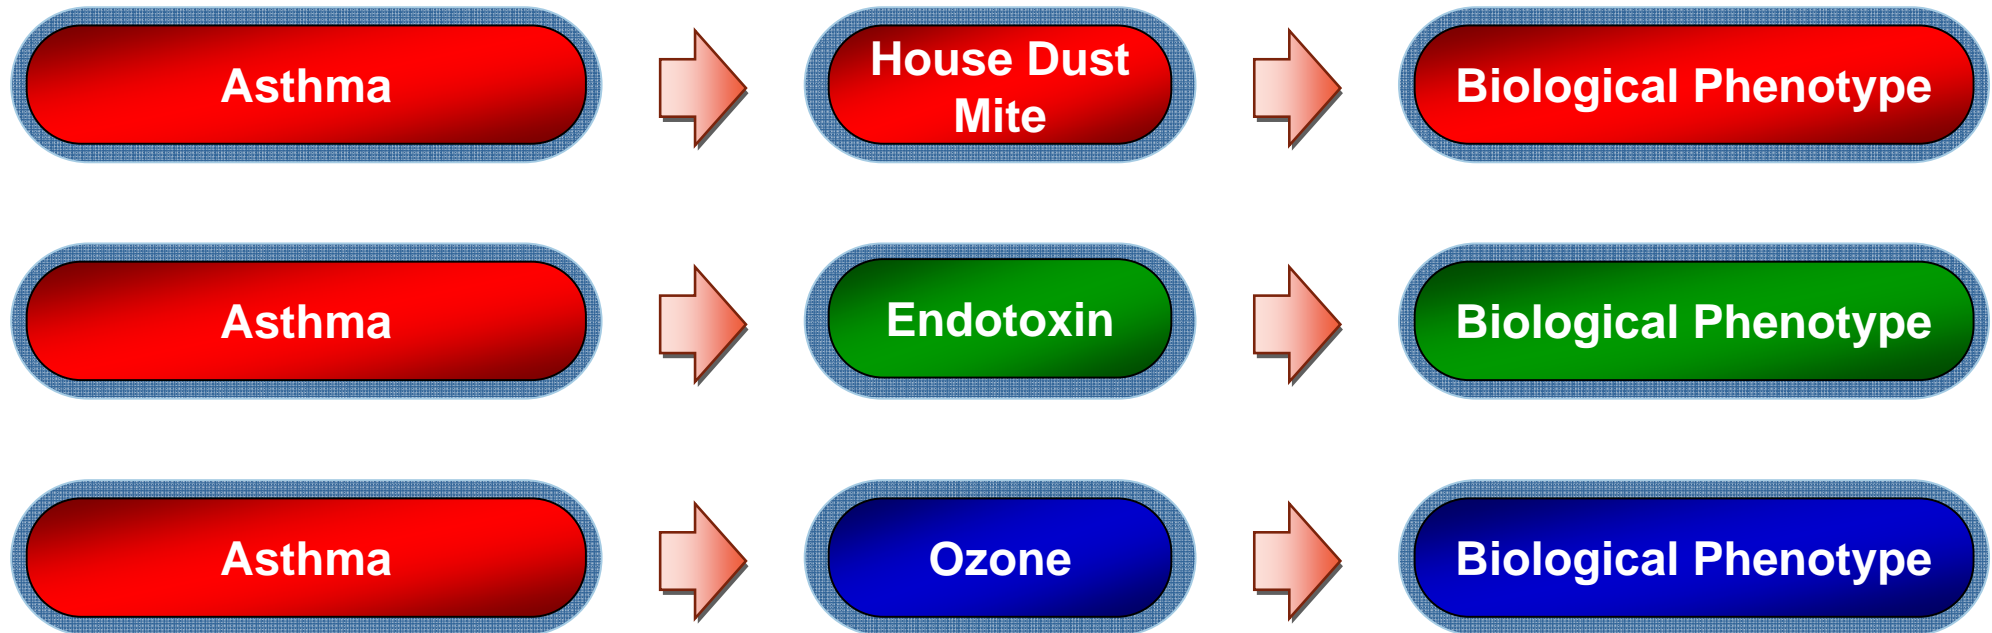 Asthma
House Dust
Mite
Biological Phenotype
Asthma
Endotoxin
Biological Phenotype
Asthma
Ozone
Biological Phenotype